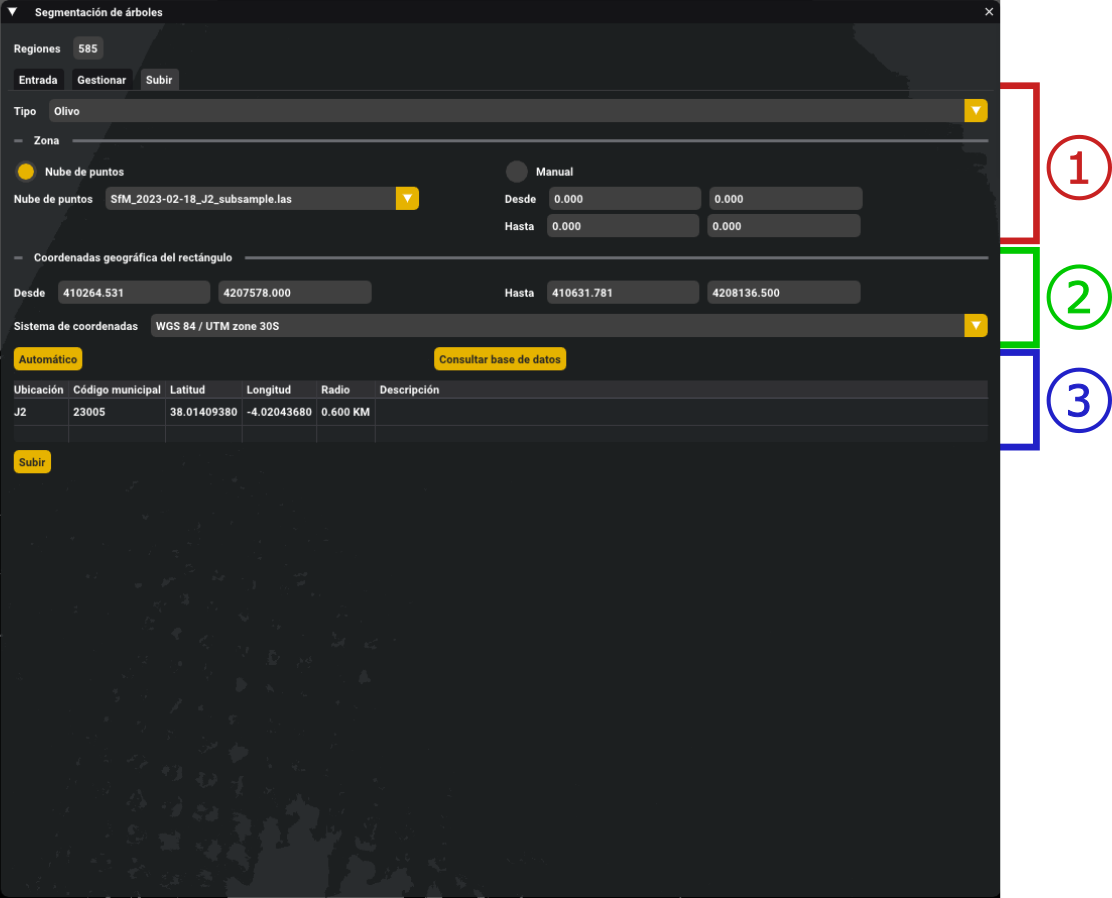 Segmentación de árboles
Regiones 585
Entrada Gestionar Subir
Tipo Olivo
Zona
Nube de puntos Manual
Nube de puntos SfM_2023-02-18_J2_subsample.las Desde 0.000 0.000
Hasta 0.000 0.000
1
Coordenadas geográfica del rectángulo
Desde 410264.531 4207578.000 Hasta 410631.781 4208136.500
2
Sistema de coordenadas WGS 84 / UTM zone 30S
Automático Consultar base de datos
Ubicación Código municipal Latitud Longitud Radio Descripción
J2 23005 38.01409380 -4.02043680 0.600 KM
3
Subir